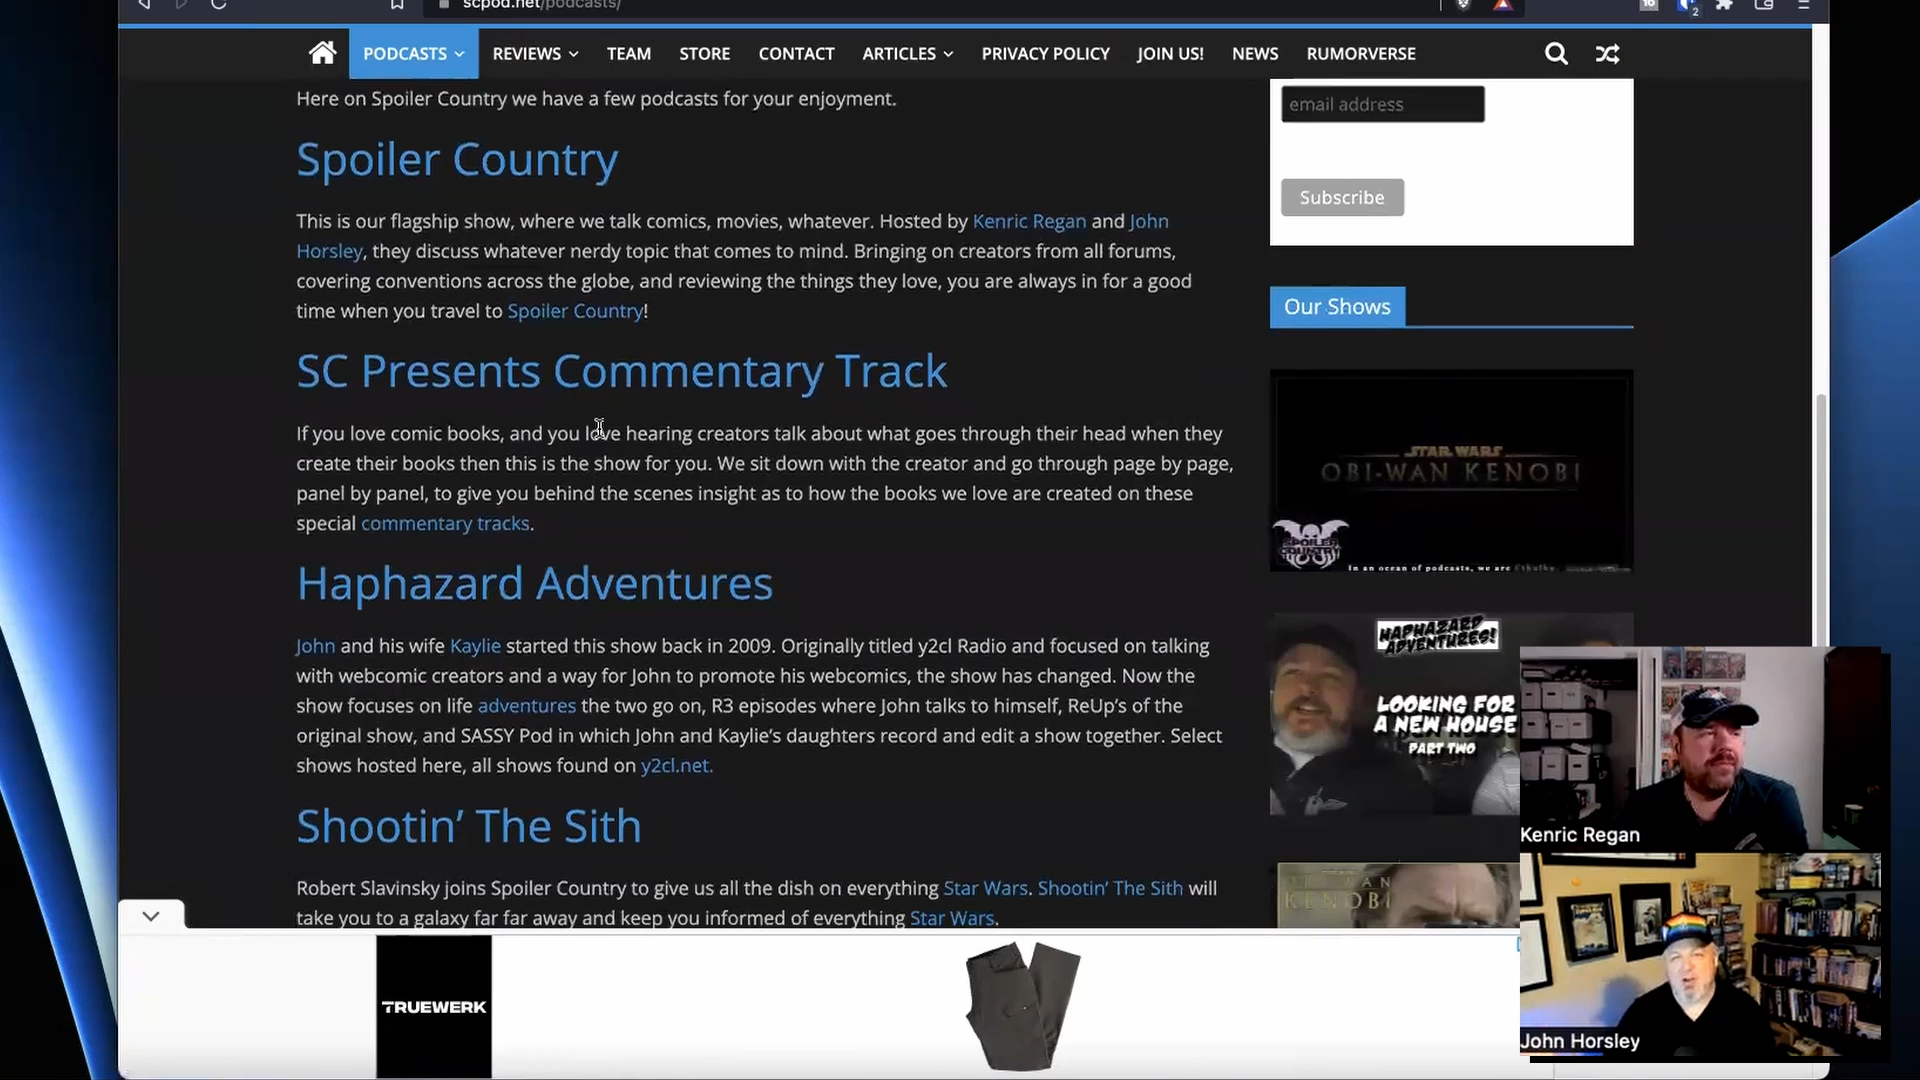 scpod.net/podcasts/
2
PODCASTS REVIEWS TEAM STORE CONTACT ARTICLES PRIVACY POLICY JOIN US! NEWS RUMORVERSE
Here on Spoiler Country we have a few podcasts for your enjoyment.
Spoiler Country
This is our flagship show, where we talk comics, movies, whatever. Hosted by Kenric Regan and John
Horsley, they discuss whatever nerdy topic that comes to mind. Bringing on creators from all forums,
covering conventions across the globe, and reviewing the things they love, you are always in for a good
time when you travel to Spoiler Country!
SC Presents Commentary Track
If you love comic books, and you love hearing creators talk about what goes through their head when they
create their books then this is the show for you. We sit down with the creator and go through page by page,
panel by panel, to give you behind the scenes insight as to how the books we love are created on these
special commentary tracks.
Haphazard Adventures
John and his wife Kaylie started this show back in 2009. Originally titled y2cl Radio and focused on talking
with webcomic creators and a way for John to promote his webcomics, the show has changed. Now the
show focuses on life adventures the two go on, R3 episodes where John talks to himself, ReUp's of the
original show, and SASSY Pod in which John and Kaylie's daughters record and edit a show together. Select
shows hosted here, all shows found on y2cl.net.
Shootin' The Sith
Robert Slavinsky joins Spoiler Country to give us all the dish on everything Star Wars. Shootin' The Sith will
take you to a galaxy far far away and keep you informed of everything Star Wars.
email address
Subscribe
Our Shows
STAR WARS
OBI-WAN KENOBI
SPOILER
COUNTRY
In an ocean of podcasts, we are Cthulhu.
HAPHAZARD
ADVENTURES!
LOOKING FOR
A NEW HOUSE
PART TWO
OBI-WAN
KENOBI
Kenric Regan
John Horsley
TRUEWERK